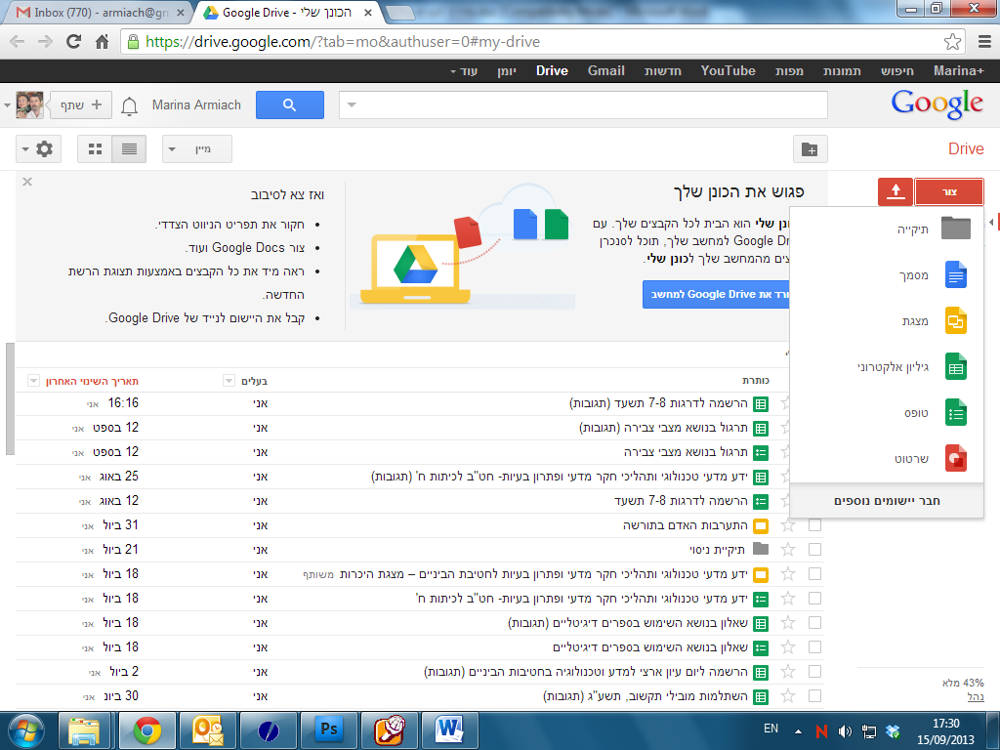 Inbox (770) - armiach@gm
הכונן שלי - Google Drive
https://drive.google.com/?tab=mo&authuser=0#my-drive
Marina+ חיפוש תמונות מפות YouTube חדשות Gmail Drive יומן עוד
Google
Marina Armiach
שתף +
Drive
מיין
צור
תיקייה
מסמך
מצגת
גיליון אלקטרוני
טופס
שרטוט
חבר יישומים נוספים
פגוש את הכונן שלך
שלי הוא הבית לכל הקבצים שלך. עם
Google למחשב שלך, תוכל לסנכרן
מהמחשב שלך לכונן שלי.
את Google Drive למחשב
ואז צא לסיבוב
• חקור את תפריט הניווט הצדדי.
• צור Google Docs ועוד.
• ראה מיד את כל הקבצים באמצעות תצוגת הרשת
החדשה.
• קבל את היישום לנייד של Google Drive.
כותרת בעלים תאריך השינוי האחרון
הרשמה לדרגות 7-8 תשעד (תגובות) אני 16:16 אני
תרגול בנושא מצבי צבירה (תגובות) אני 12 בספט אני
תרגול בנושא מצבי צבירה אני 12 בספט אני
ידע מדעי טכנולוגי ותהליכי חקר מדעי ופתרון בעיות- חט"ב לכיתות ח' (תגובות) אני 25 באוג אני
הרשמה לדרגות 7-8 תשעד אני 12 באוג אני
התערבות האדם בתורשה אני 31 ביול אני
תיקיית ניסוי אני 21 ביול אני
ידע מדעי טכנולוגי ותהליכי חקר מדעי ופתרון בעיות לחטיבת הביניים – מצגת היכרות משותף אני 18 ביול אני
ידע מדעי טכנולוגי ותהליכי חקר מדעי ופתרון בעיות- חט"ב לכיתות ח' אני 18 ביול אני
שאלון בנושא השימוש בספרים דיגיטליים (תגובות) אני 18 ביול אני
שאלון בנושא השימוש בספרים דיגיטליים אני 18 ביול אני
הרשמה ליום עיון ארצי למדע וטכנולוגיה בחטיבות הביניים (תגובות) אני 2 ביול אני
השתלמות מובילי תקשוב, תשע"ג (תגובות) אני 30 ביונ אני
43% מלא
נהל
Ps
W
EN
N
17:30
15/09/2013